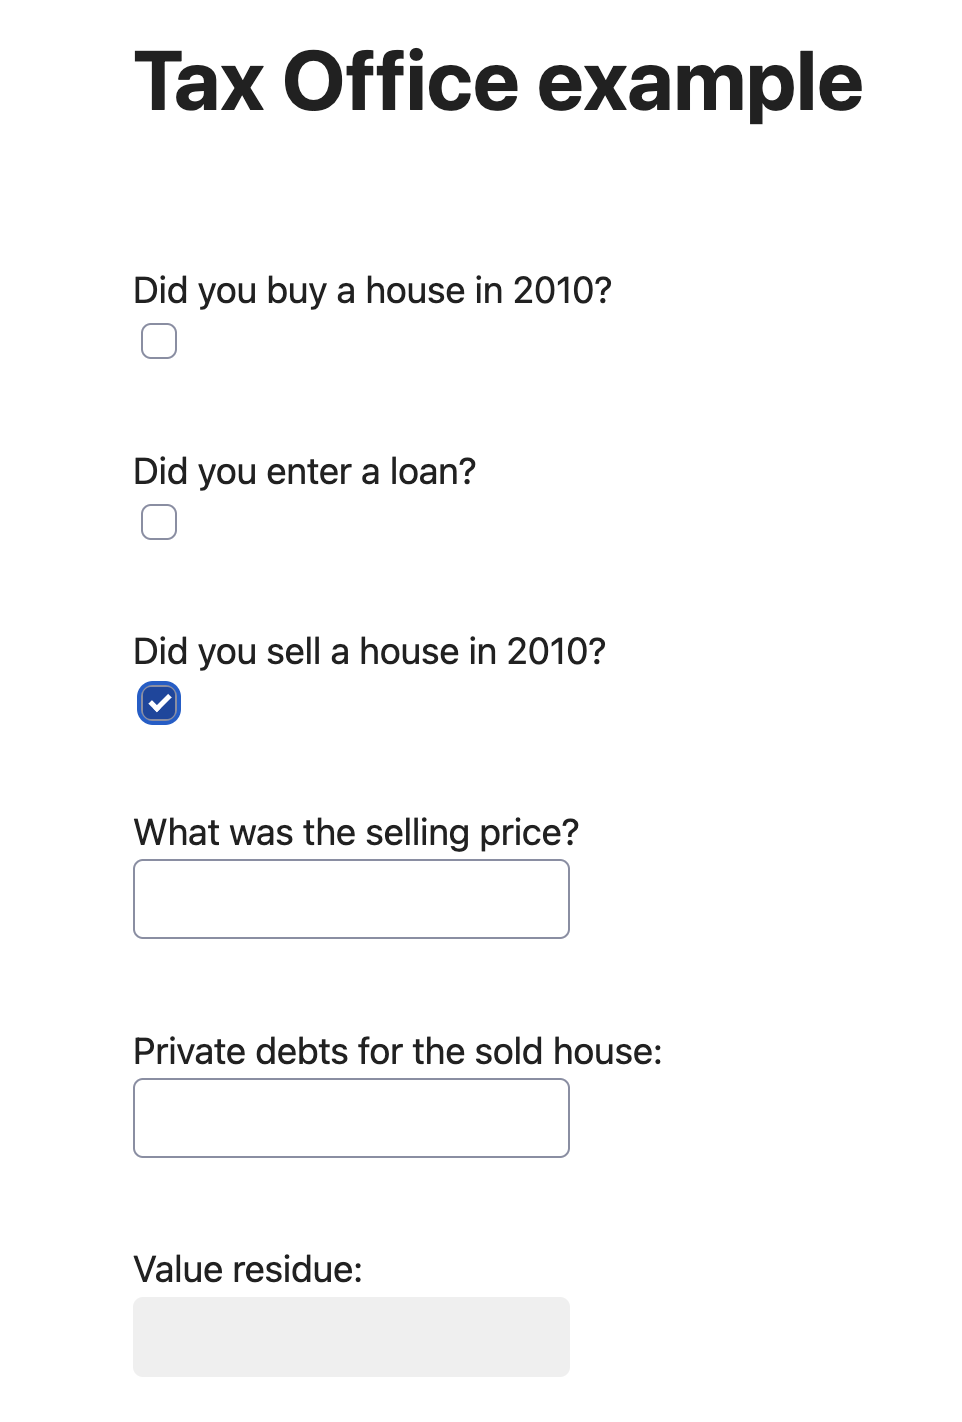 Tax Office example
Did you buy a house in 2010?
Did you enter a loan?
Did you sell a house in 2010?
What was the selling price?
Private debts for the sold house:
Value residue: